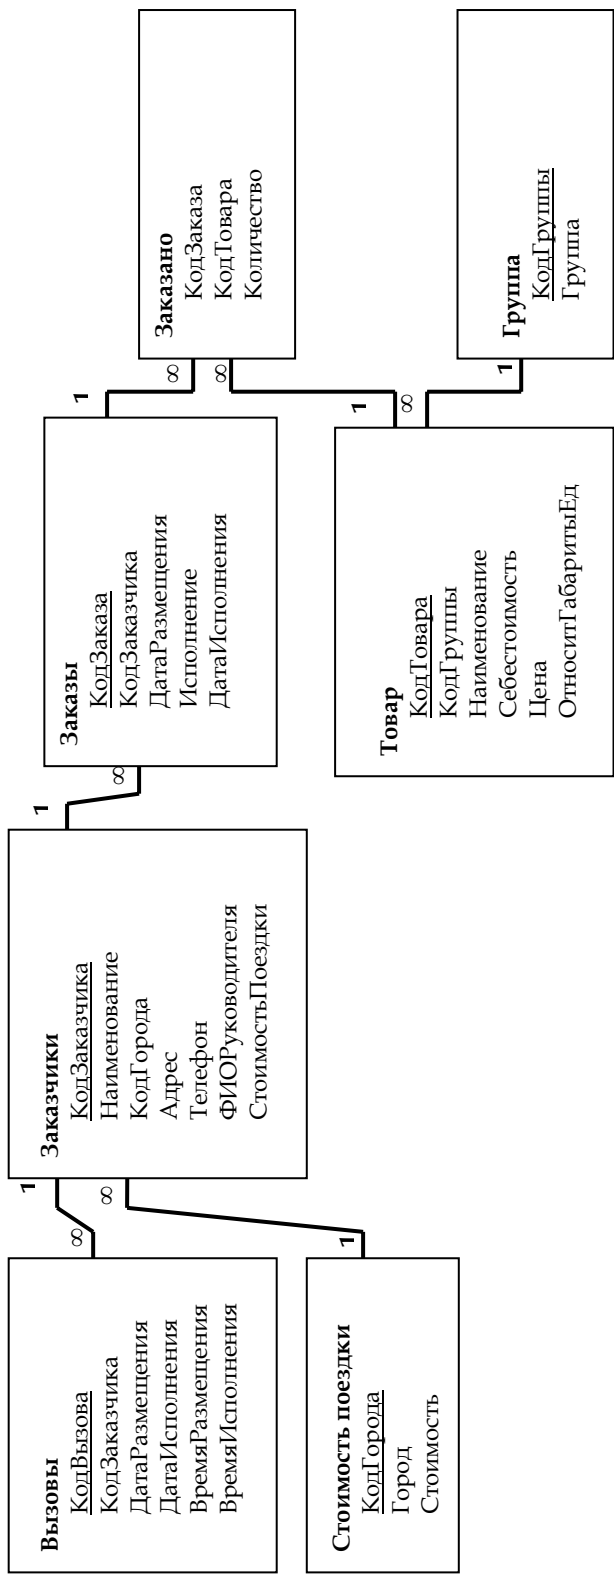 Вызовы
КодВызова
КодЗаказчика
ДатаРазмещения
ДатаИсполнения
ВремяРазмещения
ВремяИсполнения
∞
1
Стоимость поездки
КодГорода
Город
Стоимость
1
∞
Заказчики
КодЗаказчика
Наименование
КодГорода
Адрес
Телефон
ФИОРуководителя
СтоимостьПоездки
1
∞
Заказы
КодЗаказа
КодЗаказчика
ДатаРазмещения
Исполнение
ДатаИсполнения
1
∞
Товар
КодТовара
КодГруппы
Наименование
Себестоимость
Цена
ОтноситГабаритыЕд
1
∞
∞
1
Заказано
КодЗаказа
КодТовара
Количество
Группа
КодГруппы
Группа